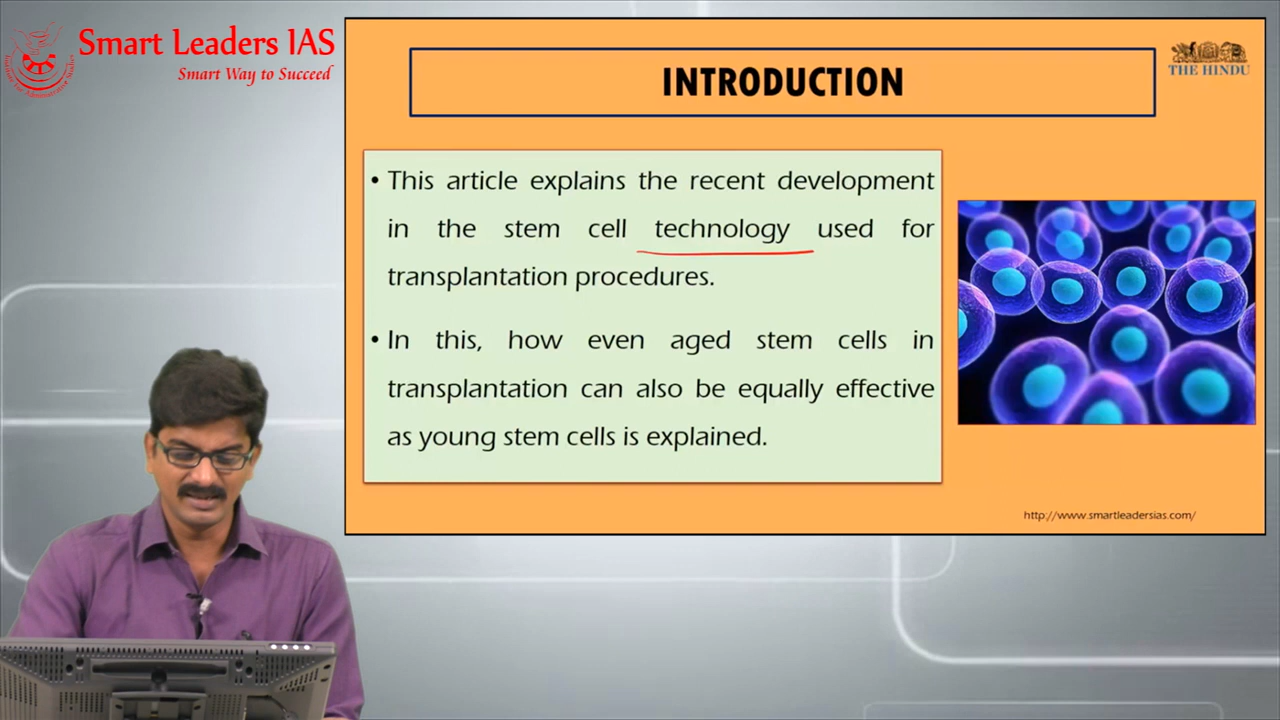 Smart Leaders IAS
Smart Way to Succeed
INTRODUCTION
THE HINDU
• This article explains the recent development
in the stem cell technology used for
transplantation procedures.
• In this, how even aged stem cells in
transplantation can also be equally effective
as young stem cells is explained.
http://www.smartleadersias.com/